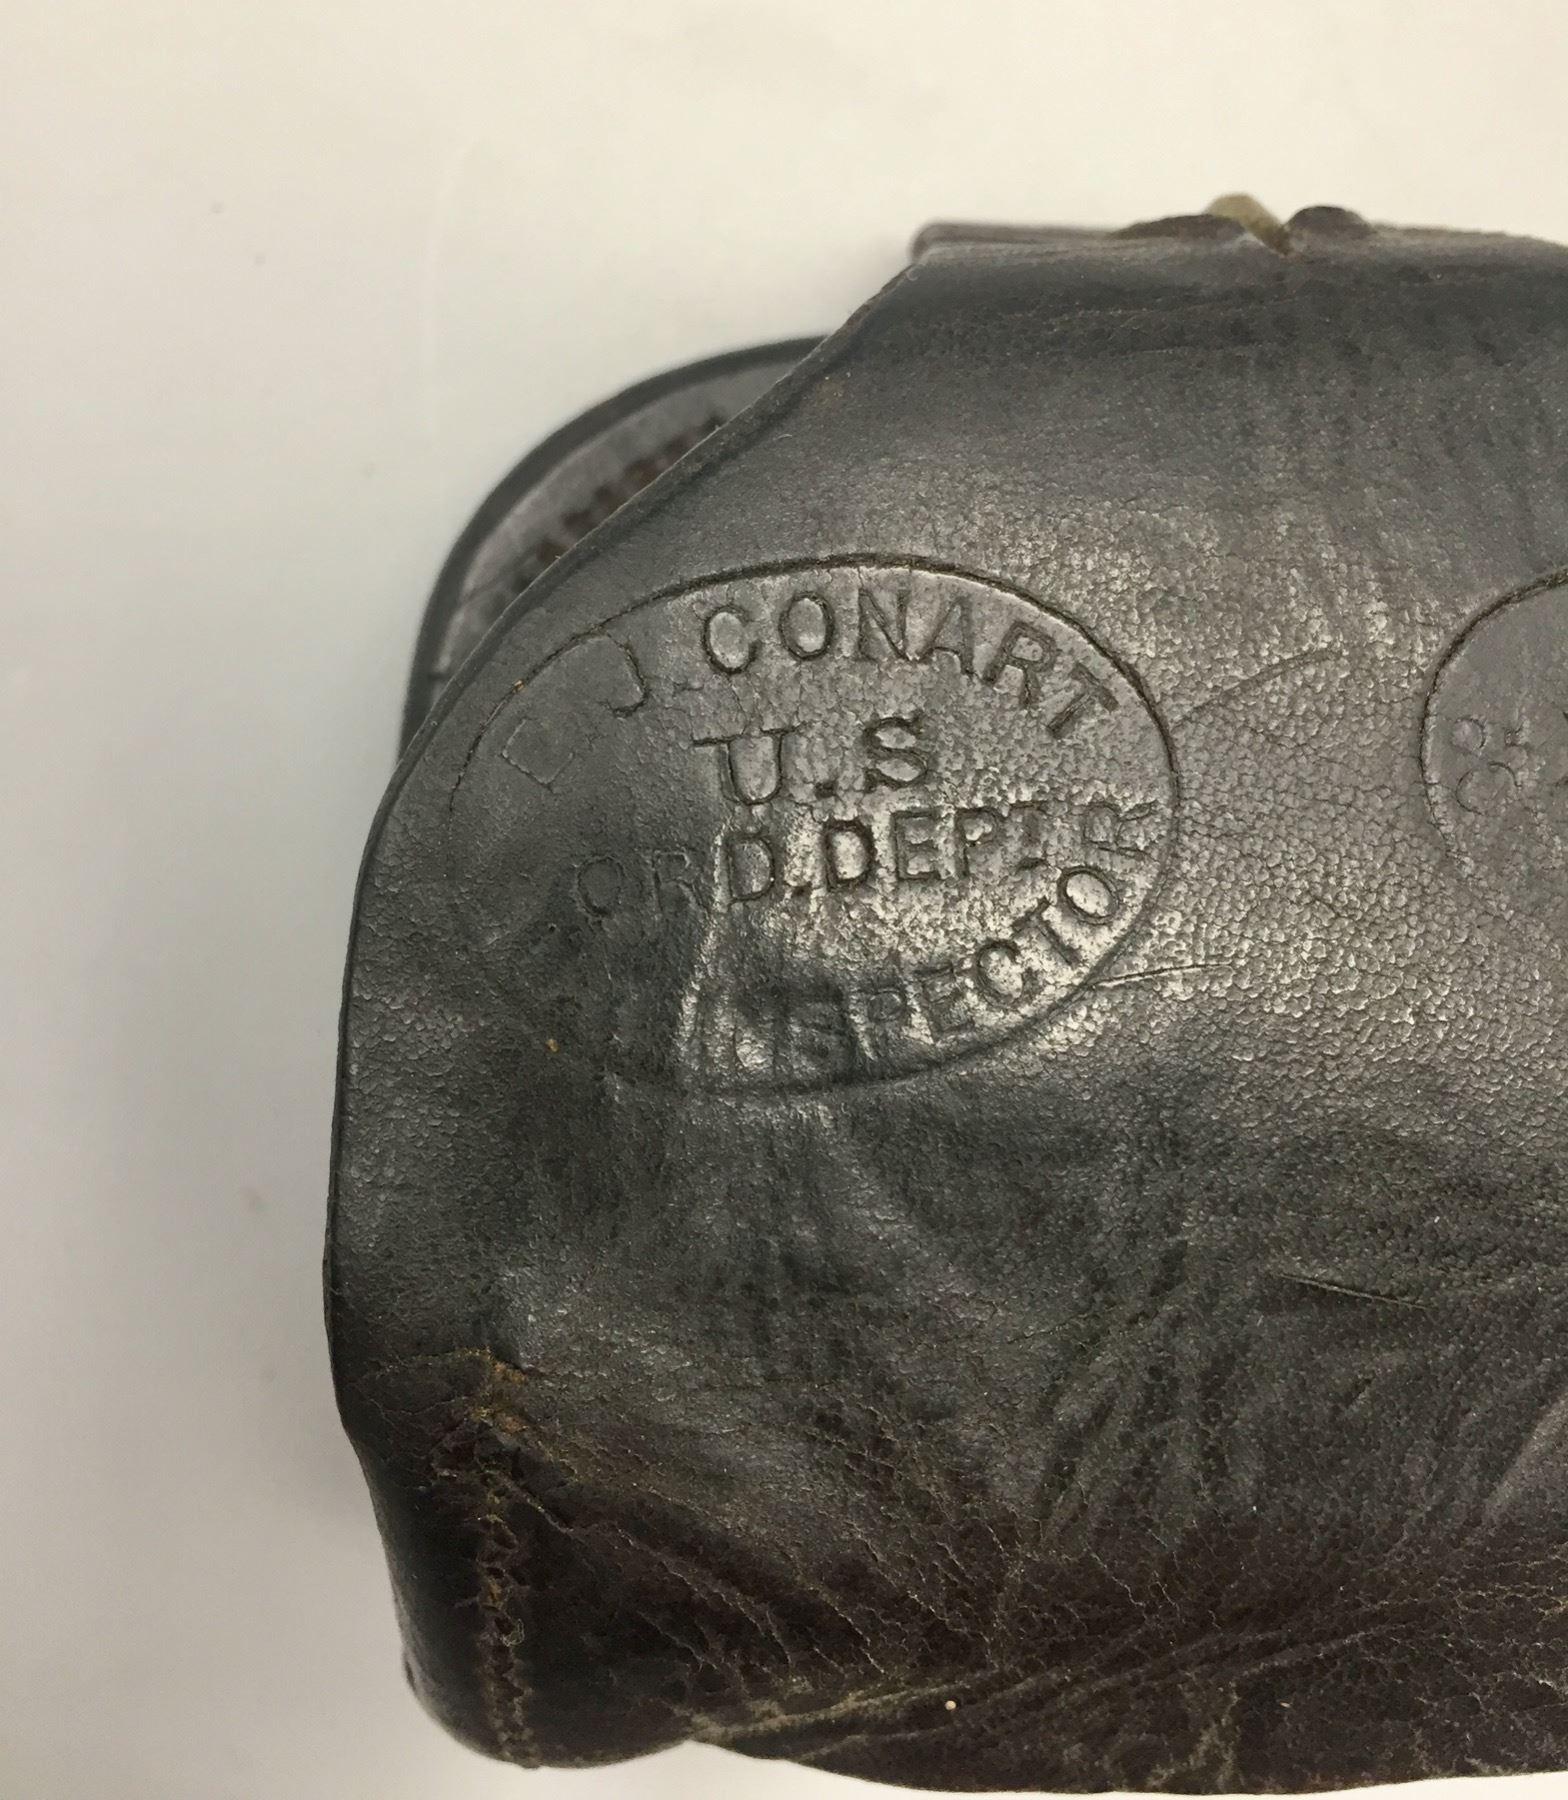 E. J. CONART
U.S
ORD. DEPT
INSPECTOR
&